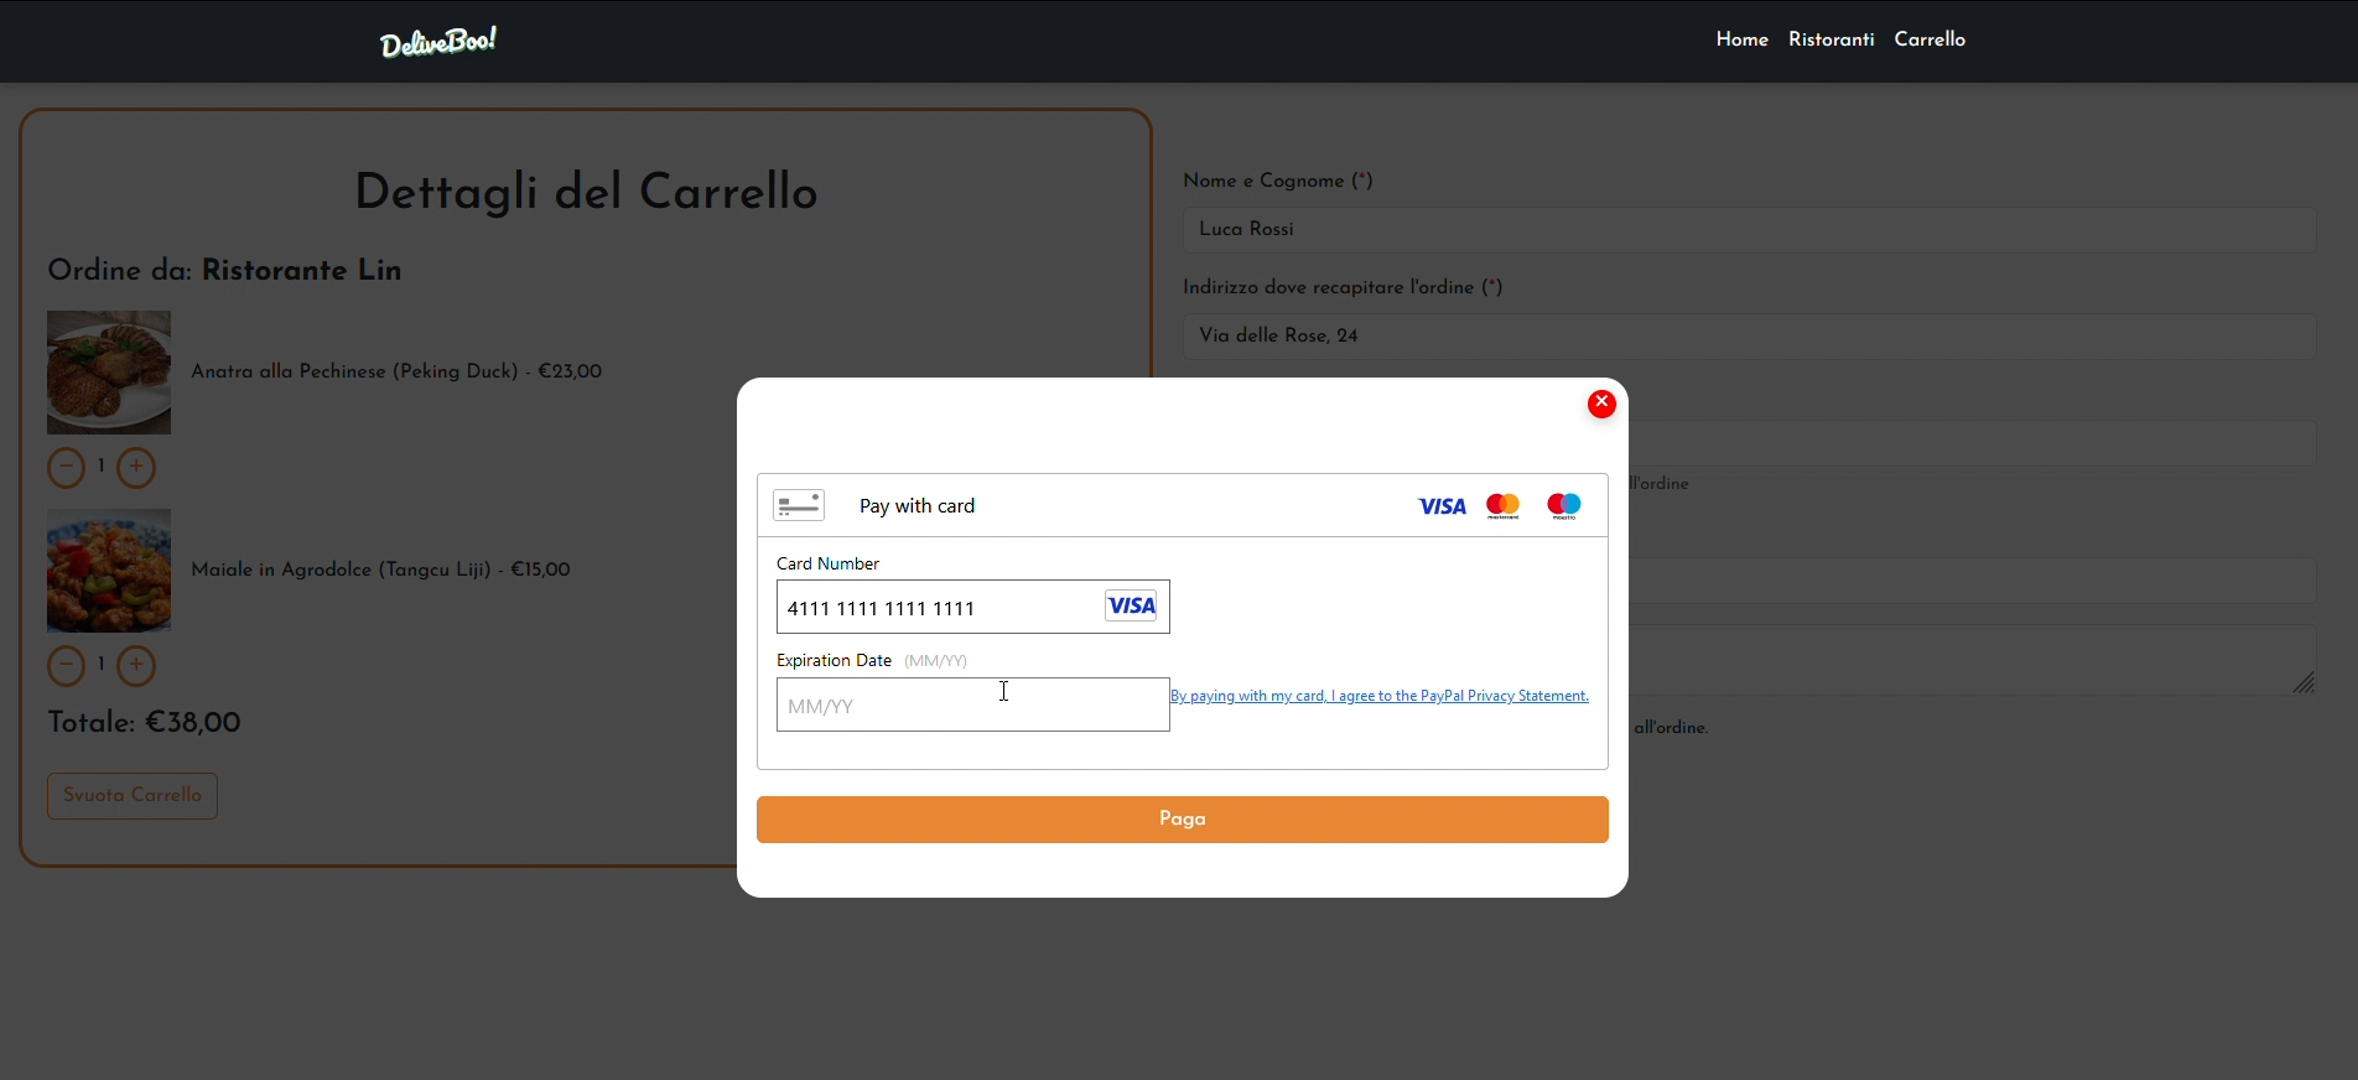 DeliveBoo!
Home Ristoranti Carrello
Dettagli del Carrello
Ordine da: Ristorante Lin
Anatra alla Pechinese (Peking Duck) - €23,00
− 1 +
Maiale in Agrodolce (Tangcu Liji) - €15,00
− 1 +
Totale: €38,00
Svuota Carrello
Nome e Cognome (*)
Luca Rossi
Indirizzo dove recapitare l'ordine (*)
Via delle Rose, 24
ll'ordine
all'ordine.
×
Pay with card
VISA mastercard maestro
Card Number
4111 1111 1111 1111 VISA
Expiration Date (MM/YY)
MM/YY
By paying with my card, I agree to the PayPal Privacy Statement.
Paga